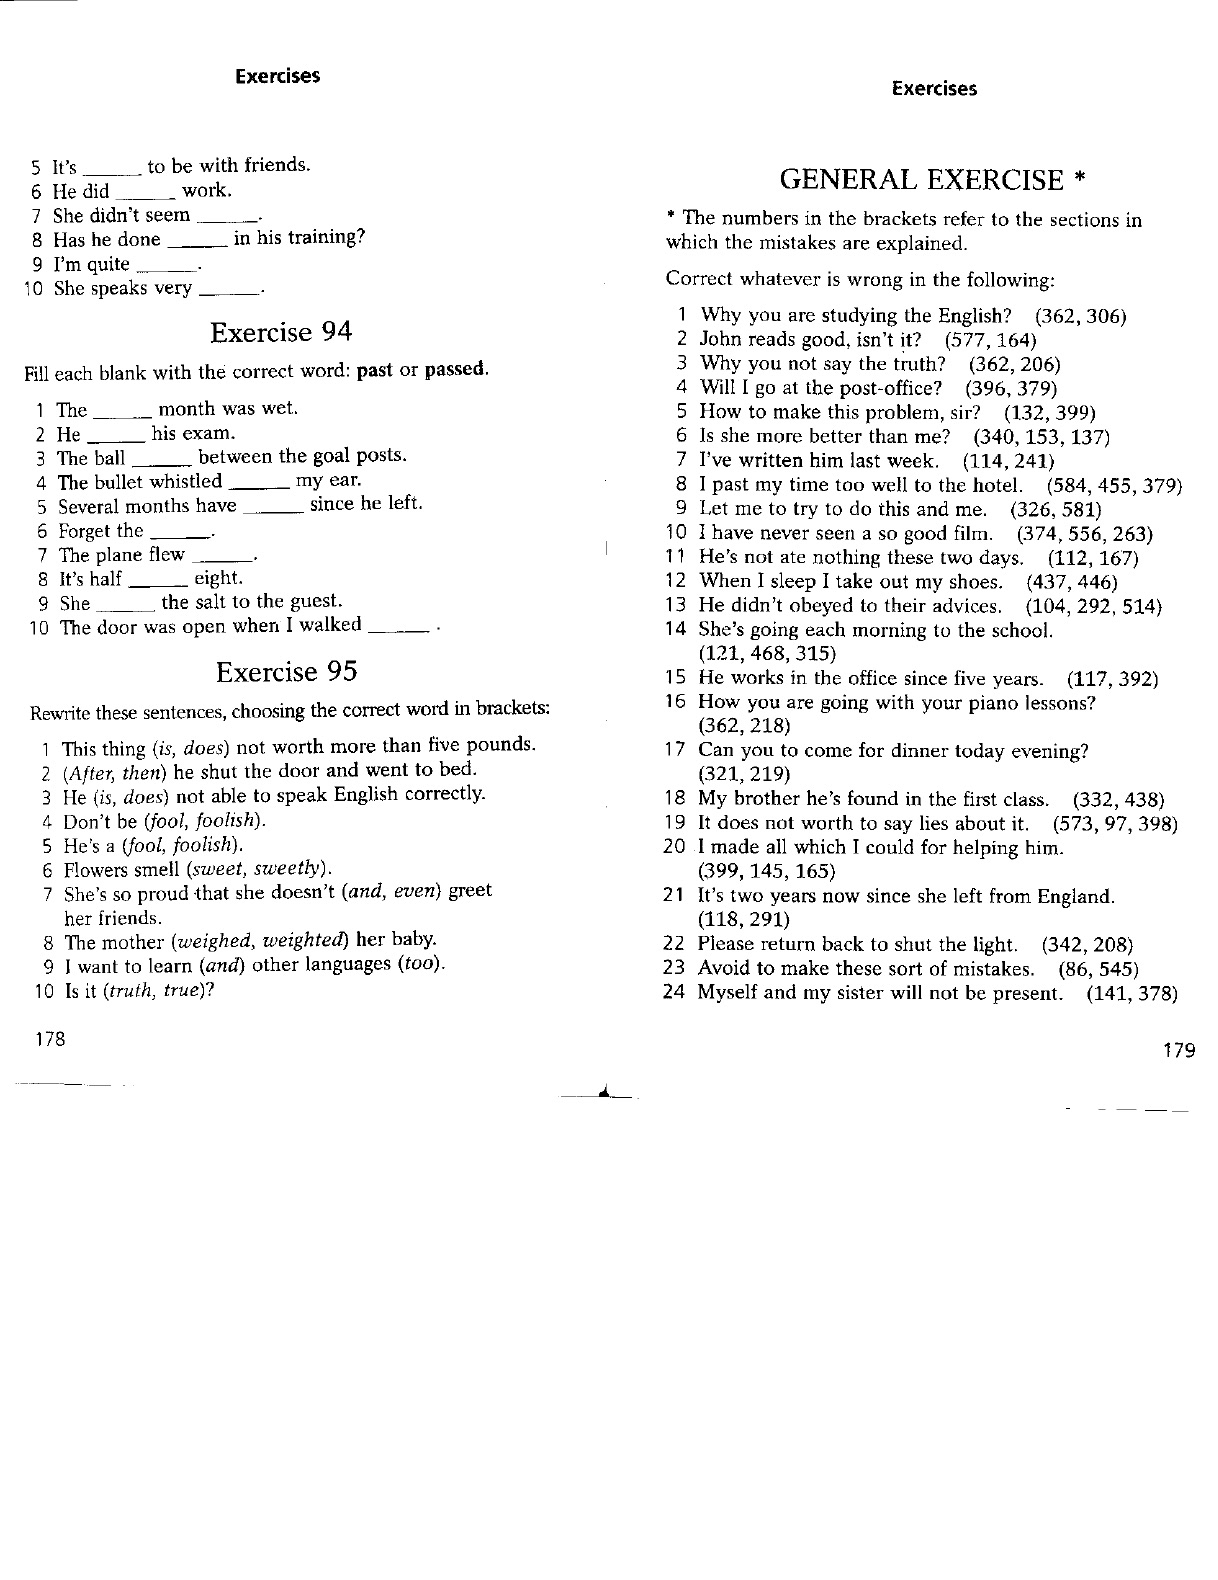 Exercises
5 It's _____ to be with friends.
6 He did _____ work.
7 She didn't seem _____.
8 Has he done _____ in his training?
9 I'm quite _____.
10 She speaks very _____.
Exercise 94
Fill each blank with the correct word: past or passed.
1 The _____ month was wet.
2 He _____ his exam.
3 The ball _____ between the goal posts.
4 The bullet whistled _____ my ear.
5 Several months have _____ since he left.
6 Forget the _____.
7 The plane flew _____.
8 It's half _____ eight.
9 She _____ the salt to the guest.
10 The door was open when I walked _____ .
Exercise 95
Rewrite these sentences, choosing the correct word in brackets:
1 This thing (is, does) not worth more than five pounds.
2 (After, then) he shut the door and went to bed.
3 He (is, does) not able to speak English correctly.
4 Don't be (fool, foolish).
5 He's a (fool, foolish).
6 Flowers smell (sweet, sweetly).
7 She's so proud that she doesn't (and, even) greet
her friends.
8 The mother (weighed, weighted) her baby.
9 I want to learn (and) other languages (too).
10 Is it (truth, true)?
178
Exercises
GENERAL EXERCISE *
* The numbers in the brackets refer to the sections in
which the mistakes are explained.
Correct whatever is wrong in the following:
1 Why you are studying the English? (362, 306)
2 John reads good, isn't it? (577, 164)
3 Why you not say the truth? (362, 206)
4 Will I go at the post-office? (396, 379)
5 How to make this problem, sir? (132, 399)
6 Is she more better than me? (340, 153, 137)
7 I've written him last week. (114, 241)
8 I past my time too well to the hotel. (584, 455, 379)
9 Let me to try to do this and me. (326, 581)
10 I have never seen a so good film. (374, 556, 263)
11 He's not ate nothing these two days. (112, 167)
12 When I sleep I take out my shoes. (437, 446)
13 He didn't obeyed to their advices. (104, 292, 514)
14 She's going each morning to the school.
(121, 468, 315)
15 He works in the office since five years. (117, 392)
16 How you are going with your piano lessons?
(362, 218)
17 Can you to come for dinner today evening?
(321, 219)
18 My brother he's found in the first class. (332, 438)
19 It does not worth to say lies about it. (573, 97, 398)
20 I made all which I could for helping him.
(399, 145, 165)
21 It's two years now since she left from England.
(118, 291)
22 Please return back to shut the light. (342, 208)
23 Avoid to make these sort of mistakes. (86, 545)
24 Myself and my sister will not be present. (141, 378)
179